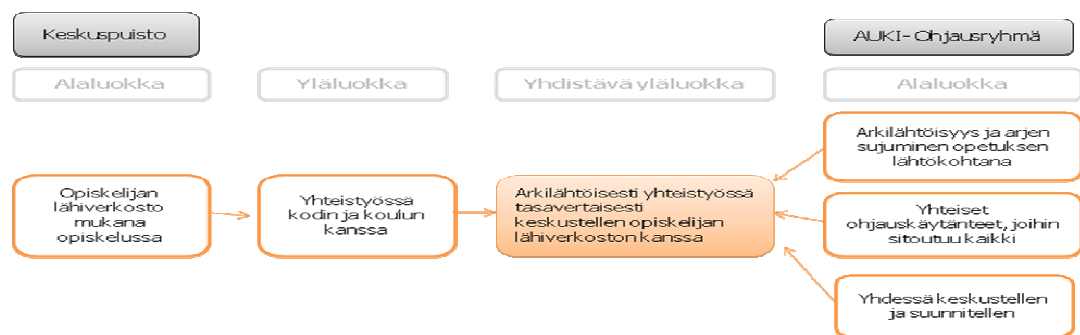 Keskuspuisto
AUKI- Ohjausryhmä
Alaluokka
Yläluokka
Yhdistävä yläluokka
Alaluokka
Opiskelijan
lähiverkosto
mukana
opiskelussa
Yhteistyössä
kodin ja koulun
kanssa
Arkilähtöisesti yhteistyössä
tasavertaisesti
keskustellen opiskelijan
lähiverkoston kanssa
Arkilähtöisyys ja arjen
sujuminen opetuksen
lähtökohtana
Yhteiset
ohjauskäytänteet, joihin
sitoutuu kaikki
Yhdessä keskustellen
ja suunnitellen